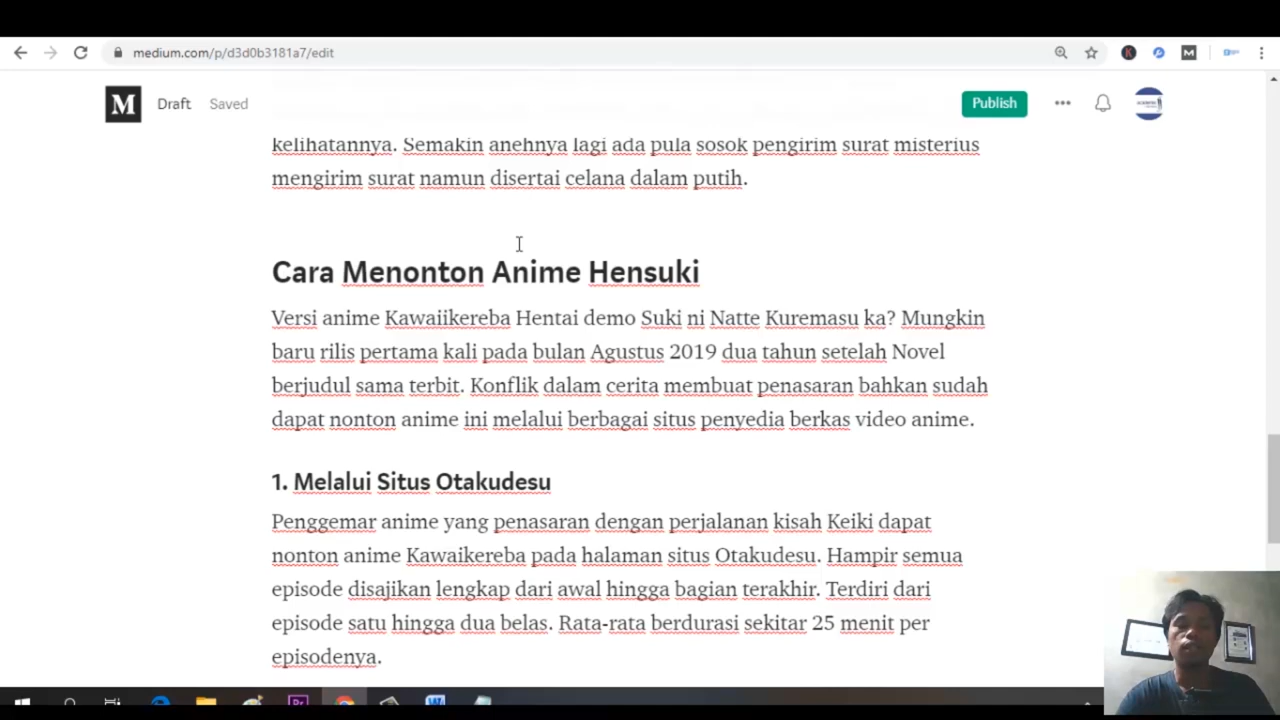 medium.com/p/d3d0b3181a7/edit
M
Draft Saved
Publish
kelihatannya. Semakin anehnya lagi ada pula sosok pengirim surat misterius
mengirim surat namun disertai celana dalam putih.
Cara Menonton Anime Hensuki
Versi anime Kawaiikereba Hentai demo Suki ni Natte Kuremasu ka? Mungkin
baru rilis pertama kali pada bulan Agustus 2019 dua tahun setelah Novel
berjudul sama terbit. Konflik dalam cerita membuat penasaran bahkan sudah
dapat nonton anime ini melalui berbagai situs penyedia berkas video anime.
1. Melalui Situs Otakudesu
Penggemar anime yang penasaran dengan perjalanan kisah Keiki dapat
nonton anime Kawaikereba pada halaman situs Otakudesu. Hampir semua
episode disajikan lengkap dari awal hingga bagian terakhir. Terdiri dari
episode satu hingga dua belas. Rata-rata berdurasi sekitar 25 menit per
episodenya.